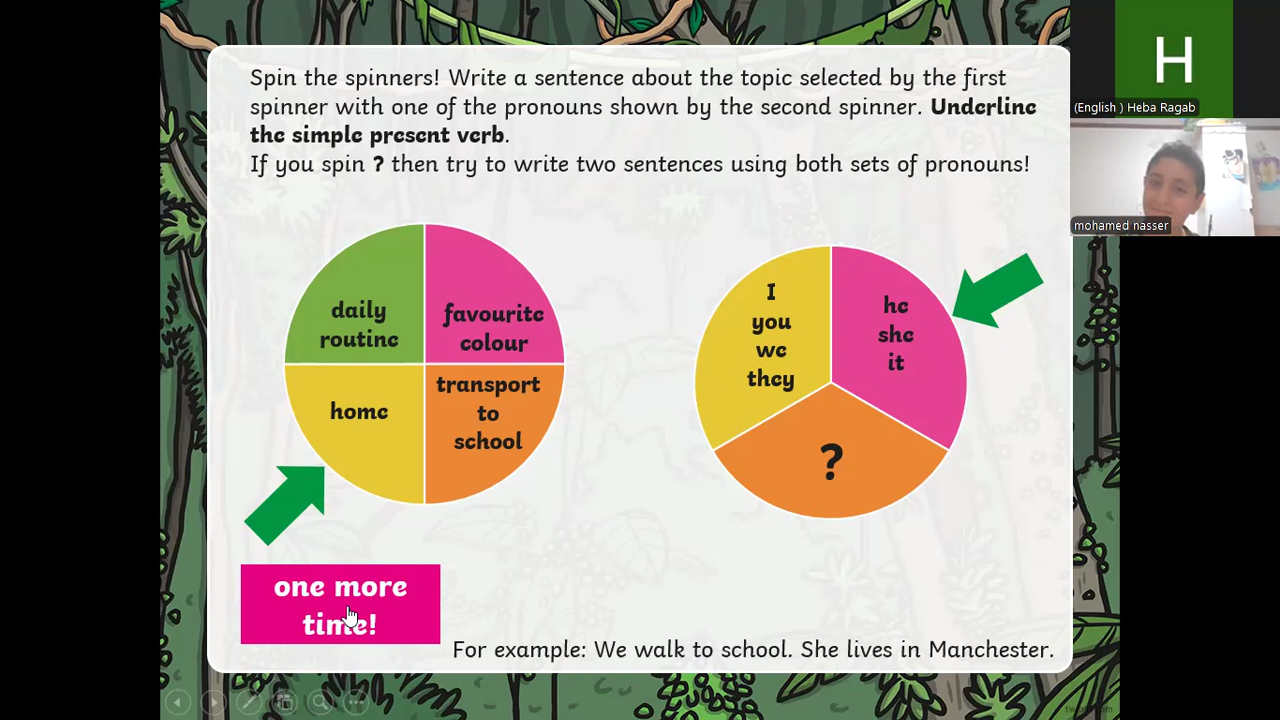 Spin the spinners! Write a sentence about the topic selected by the first
spinner with one of the pronouns shown by the second spinner. Underline
the simple present verb.
If you spin ? then try to write two sentences using both sets of pronouns!
H
(English ) Heba Ragab
mohamed nasser
daily
routine
favourite
colour
home
transport
to
school
I
you
we
they
he
she
it
?
one more
time!
For example: We walk to school. She lives in Manchester.